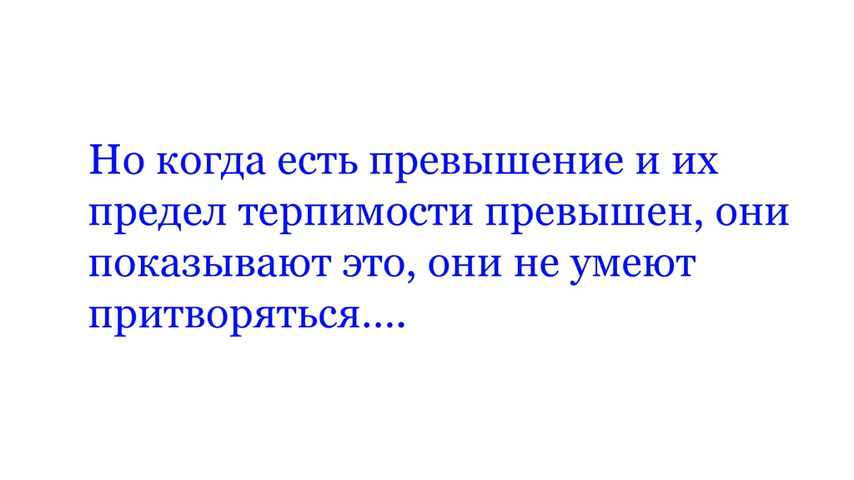 Но когда есть превышение и их
предел терпимости превышен, они
показывают это, они не умеют
притворяться....